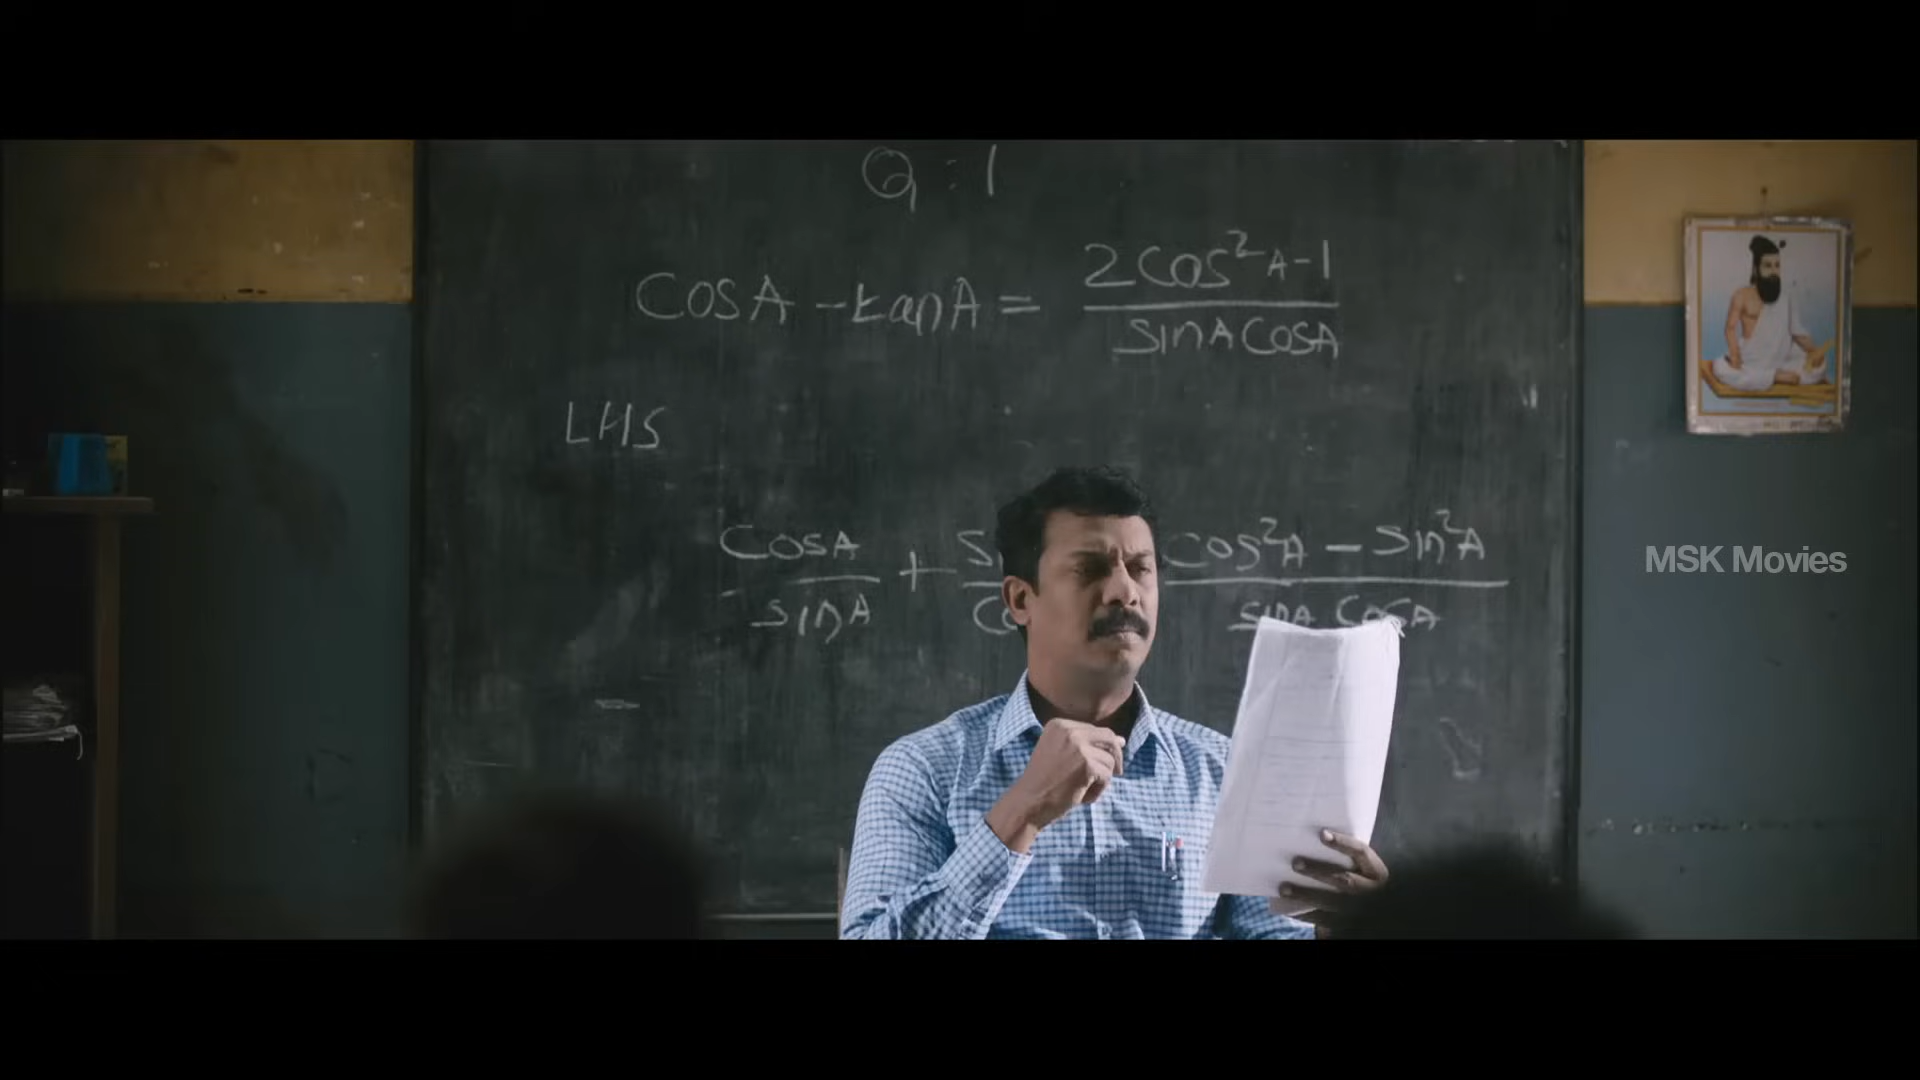 Q : 1
COSA - tanA = 2COS²A-1 / SINACOSA
LHS
COSA / SINA + COS²A - SIN²A / SINA COSA
MSK Movies